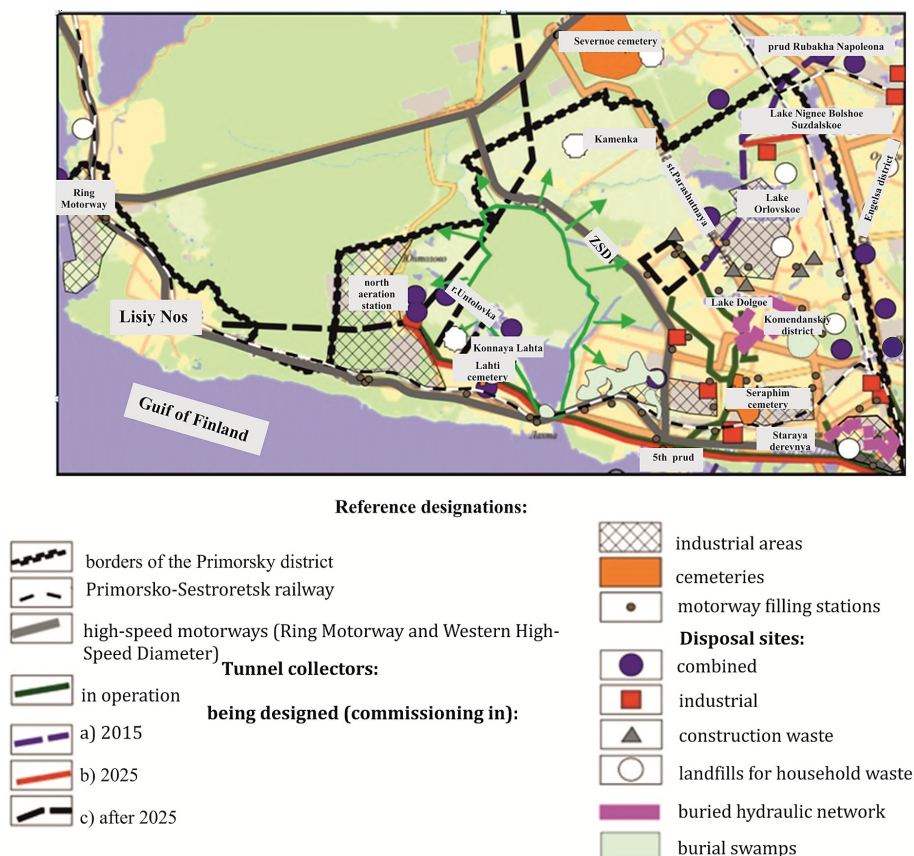 Severnoe cemetery
prud Rubakha Napoleona
Lake Nignee Bolshoe
Suzdalskoe
Kamenka
st.Parashutnaya
Engelsa district
Ring
Motorway
Lake
Orlovskoe
ZSD
north
aeration
station
r.Untolovka
Lake Dolgoe
Komendanskiy
district
Lisiy Nos
Konnaya Lahta
Lahti
cemetery
Seraphim
cemetery
Guif of Finland
Staraya
derevnya
5th prud
Reference designations:
borders of the Primorsky district
Primorsko-Sestroretsk railway
high-speed motorways (Ring Motorway and Western High-
Speed Diameter)
Tunnel collectors:
in operation
being designed (commissioning in):
a) 2015
b) 2025
c) after 2025
industrial areas
cemeteries
motorway filling stations
Disposal sites:
combined
industrial
construction waste
landfills for household waste
buried hydraulic network
burial swamps